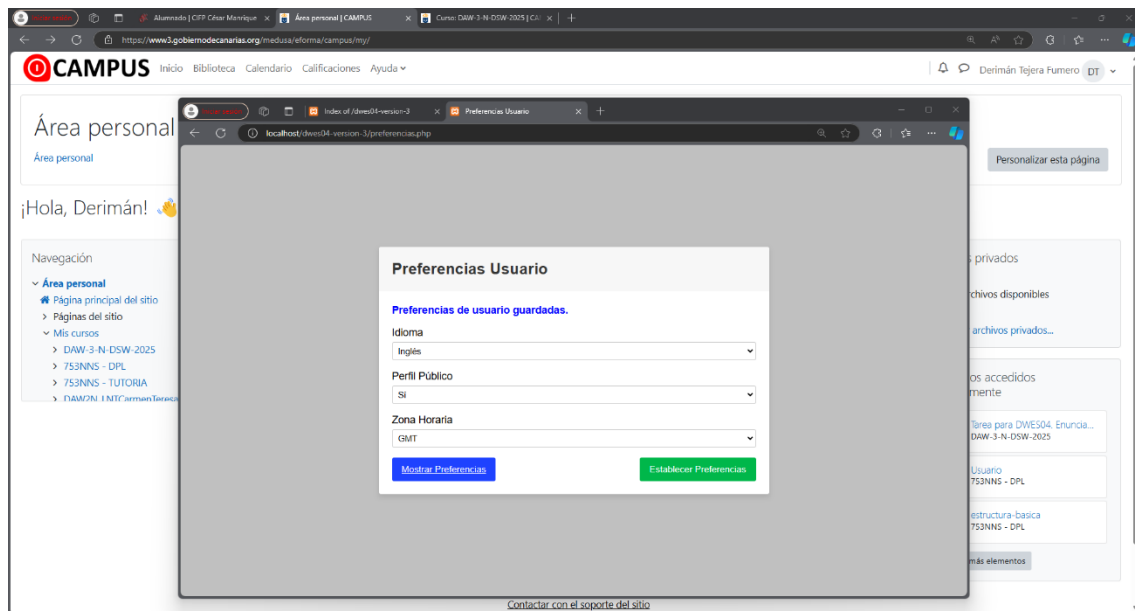 Alumnado | CIFP César Manrique
Área personal | CAMPUS
Curso: DAW-3-N-DSW-2025 | CA
https://www3.gobiernodecanarias.org/medusa/eforma/campus/my/
CAMPUS Inicio Biblioteca Calendario Calificaciones Ayuda
Derimán Tejera Fumero DT
Área personal
Área personal
Personalizar esta página
¡Hola, Derimán!
Navegación
Área personal
Página principal del sitio
Páginas del sitio
Mis cursos
DAW-3-N-DSW-2025
753NNS - DPL
753NNS - TUTORIA
DAW2N_LNTCarmenTeresa
Index of /dwes04-version-3
Preferencias Usuario
localhost/dwes04-version-3/preferencias.php
Preferencias Usuario
Preferencias de usuario guardadas.
Idioma
Inglés
Perfil Público
Sí
Zona Horaria
GMT
Mostrar Preferencias
Establecer Preferencias
s privados
rchivos disponibles
archivos privados...
os accedidos
mente
Tarea para DWES04. Enuncia...
DAW-3-N-DSW-2025
Usuario
753NNS - DPL
estructura-basica
753NNS - DPL
más elementos
Contactar con el soporte del sitio